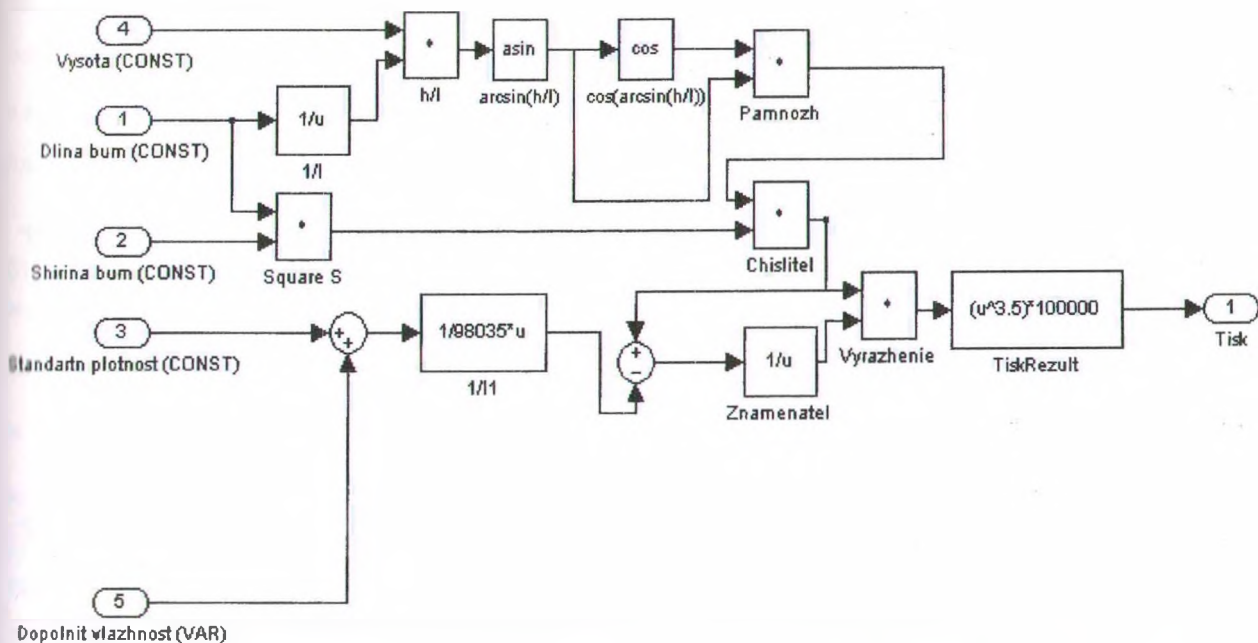 4
Vysota (CONST)
h/l
asin
arcsin(h/l)
cos
cos(arcsin(h/l))
Pamnozh
1
Dlina bum (CONST)
1/u
1/l
2
Shirina bum (CONST)
Square S
Chislitel
3
Standartn plotnost (CONST)
1/98035*u
1/l1
1/u
Znamenatel
Vyrazhenie
(u^3.5)*100000
TiskRezult
1
Tisk
5
Dopolnit vlazhnost (VAR)